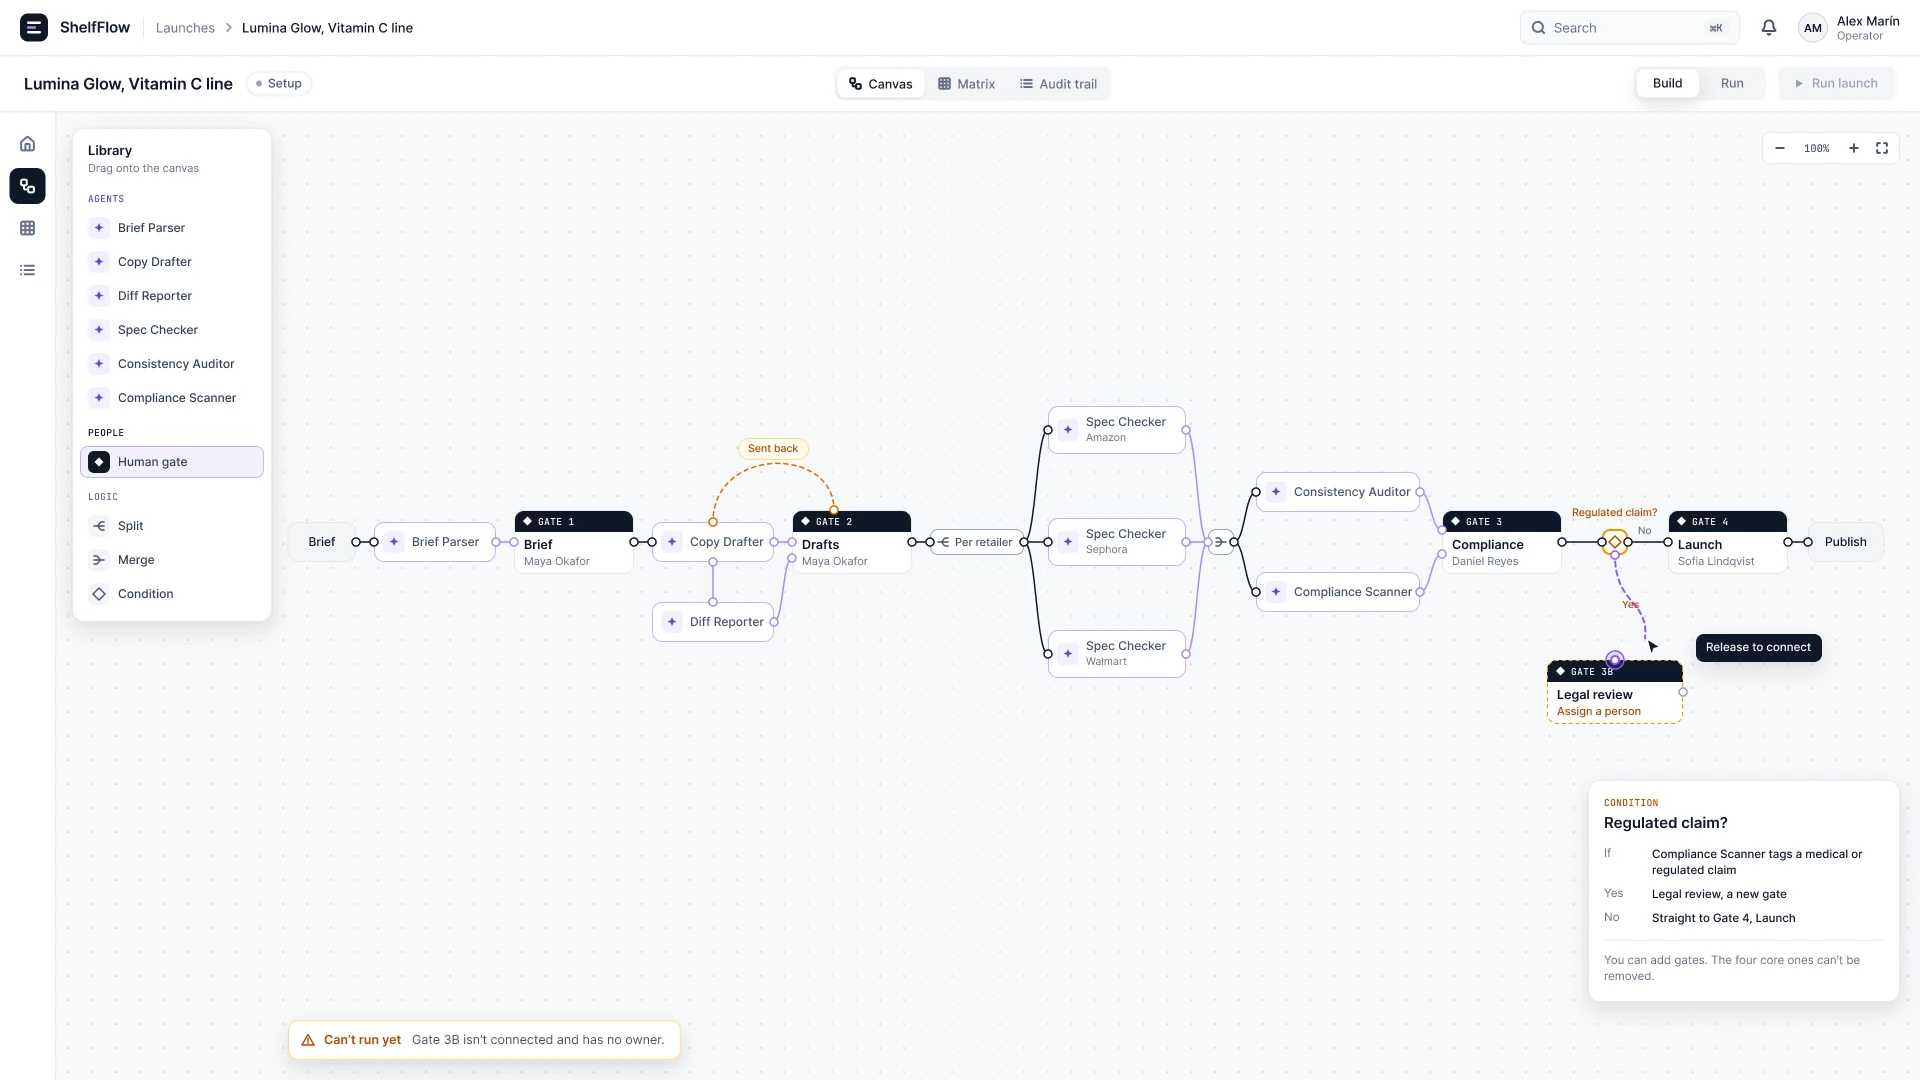 ShelfFlow
Launches
Lumina Glow, Vitamin C line
Search
⌘K
AM
Alex Marín
Operator
Lumina Glow, Vitamin C line
Setup
Canvas
Matrix
Audit trail
Build
Run
Run launch
Library
Drag onto the canvas
AGENTS
Brief Parser
Copy Drafter
Diff Reporter
Spec Checker
Consistency Auditor
Compliance Scanner
PEOPLE
Human gate
LOGIC
Split
Merge
Condition
100%
Brief
Brief Parser
GATE 1
Brief
Maya Okafor
Sent back
Copy Drafter
Diff Reporter
GATE 2
Drafts
Maya Okafor
Per retailer
Spec Checker
Amazon
Spec Checker
Sephora
Spec Checker
Walmart
Consistency Auditor
Compliance Scanner
GATE 3
Compliance
Daniel Reyes
Regulated claim?
No
Yes
GATE 4
Launch
Sofia Lindqvist
Publish
Release to connect
GATE 3B
Legal review
Assign a person
CONDITION
Regulated claim?
If
Compliance Scanner tags a medical or
regulated claim
Yes
Legal review, a new gate
No
Straight to Gate 4, Launch
You can add gates. The four core ones can't be
removed.
Can't run yet
Gate 3B isn't connected and has no owner.